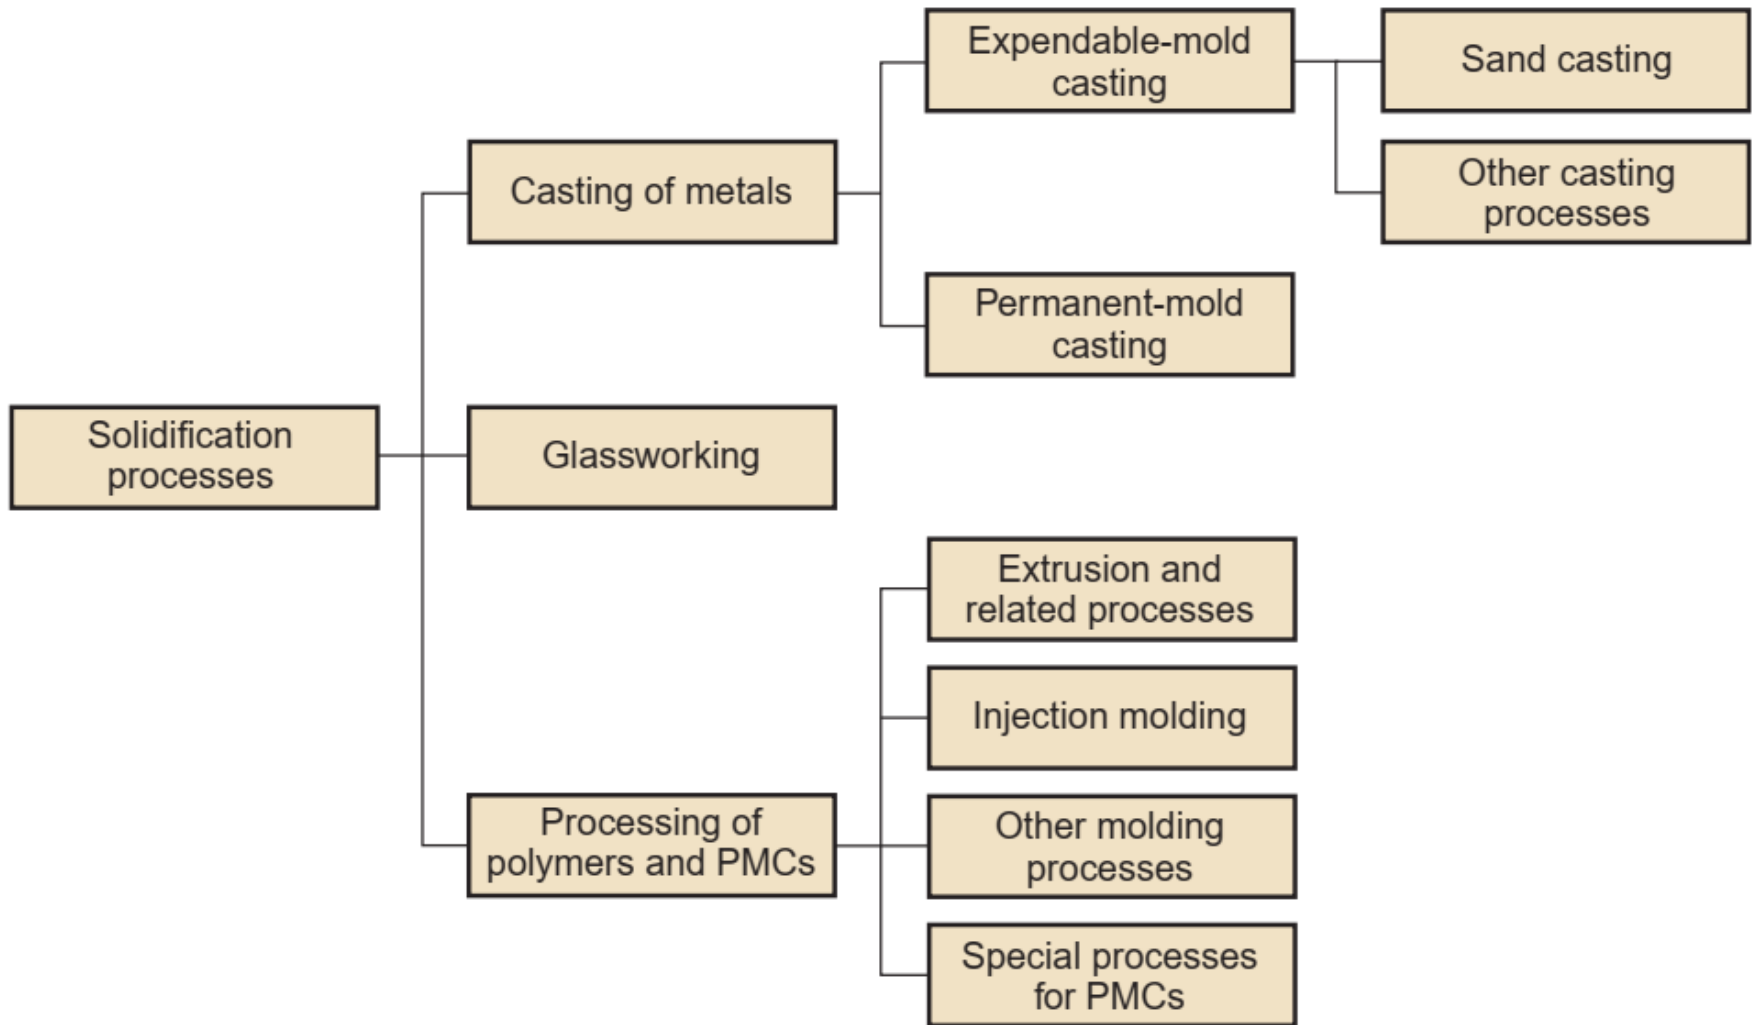 Expendable-mold
casting
Sand casting
Casting of metals
Other casting
processes
Permanent-mold
casting
Solidification
processes
Glassworking
Extrusion and
related processes
Injection molding
Processing of
polymers and PMCs
Other molding
processes
Special processes
for PMCs